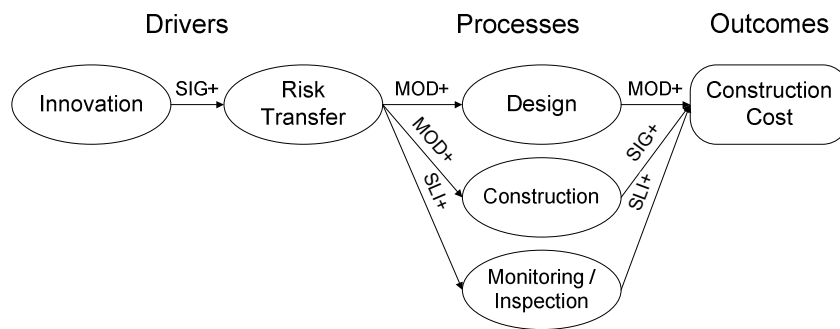 Drivers
Processes
Outcomes
Innovation
SIG+
Risk
Transfer
MOD+
Design
MOD+
Construction
Cost
MOD+
SIG+
Construction
SLI+
SLI+
Monitoring /
Inspection